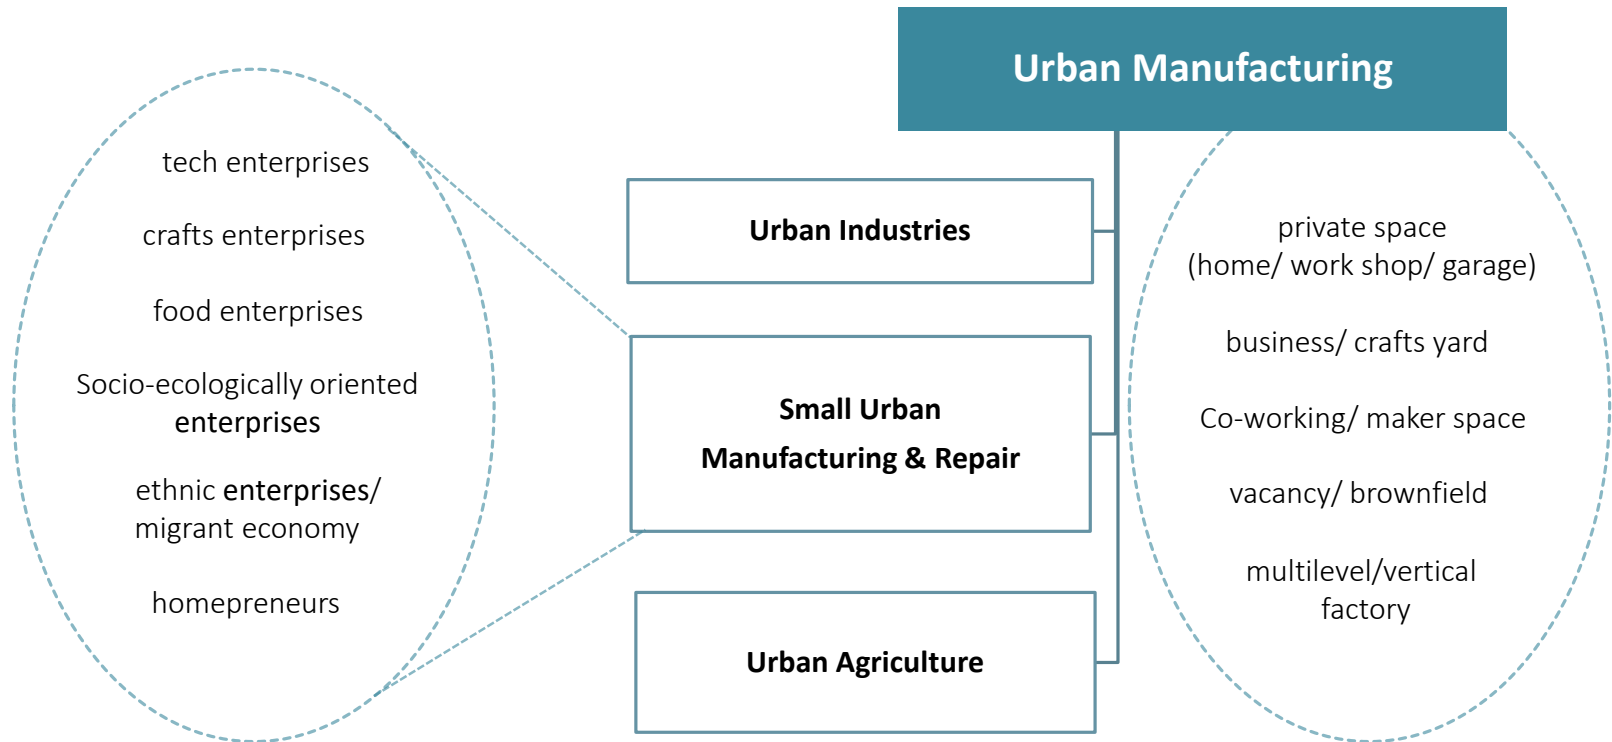 Urban Manufacturing
tech enterprises
crafts enterprises
food enterprises
Socio-ecologically oriented
enterprises
ethnic enterprises/
migrant economy
homepreneurs
Urban Industries
Small Urban
Manufacturing & Repair
Urban Agriculture
private space
(home/ work shop/ garage)
business/ crafts yard
Co-working/ maker space
vacancy/ brownfield
multilevel/vertical
factory